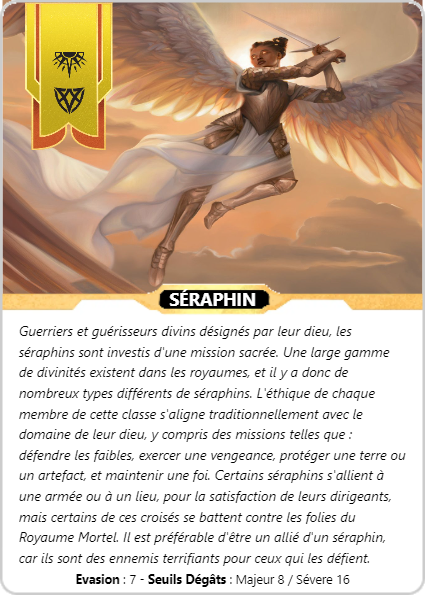 SÉRAPHIN
Guerriers et guérisseurs divins désignés par leur dieu, les
séraphins sont investis d'une mission sacrée. Une large gamme
de divinités existent dans les royaumes, et il y a donc de
nombreux types différents de séraphins. L'éthique de chaque
membre de cette classe s'aligne traditionnellement avec le
domaine de leur dieu, y compris des missions telles que :
défendre les faibles, exercer une vengeance, protéger une terre ou
un artefact, et maintenir une foi. Certains séraphins s'allient à
une armée ou à un lieu, pour la satisfaction de leurs dirigeants,
mais certains de ces croisés se battent contre les folies du
Royaume Mortel. Il est préférable d'être un allié d'un séraphin,
car ils sont des ennemis terrifiants pour ceux qui les défient.
Evasion : 7 - Seuils Dégâts : Majeur 8 / Sévere 16